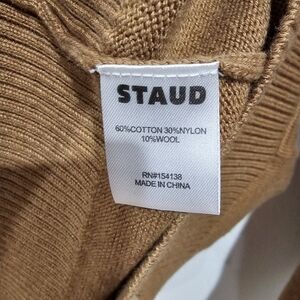 STAUD
60%COTTON 30%NYLON
10%WOOL
RN#154138
MADE IN CHINA